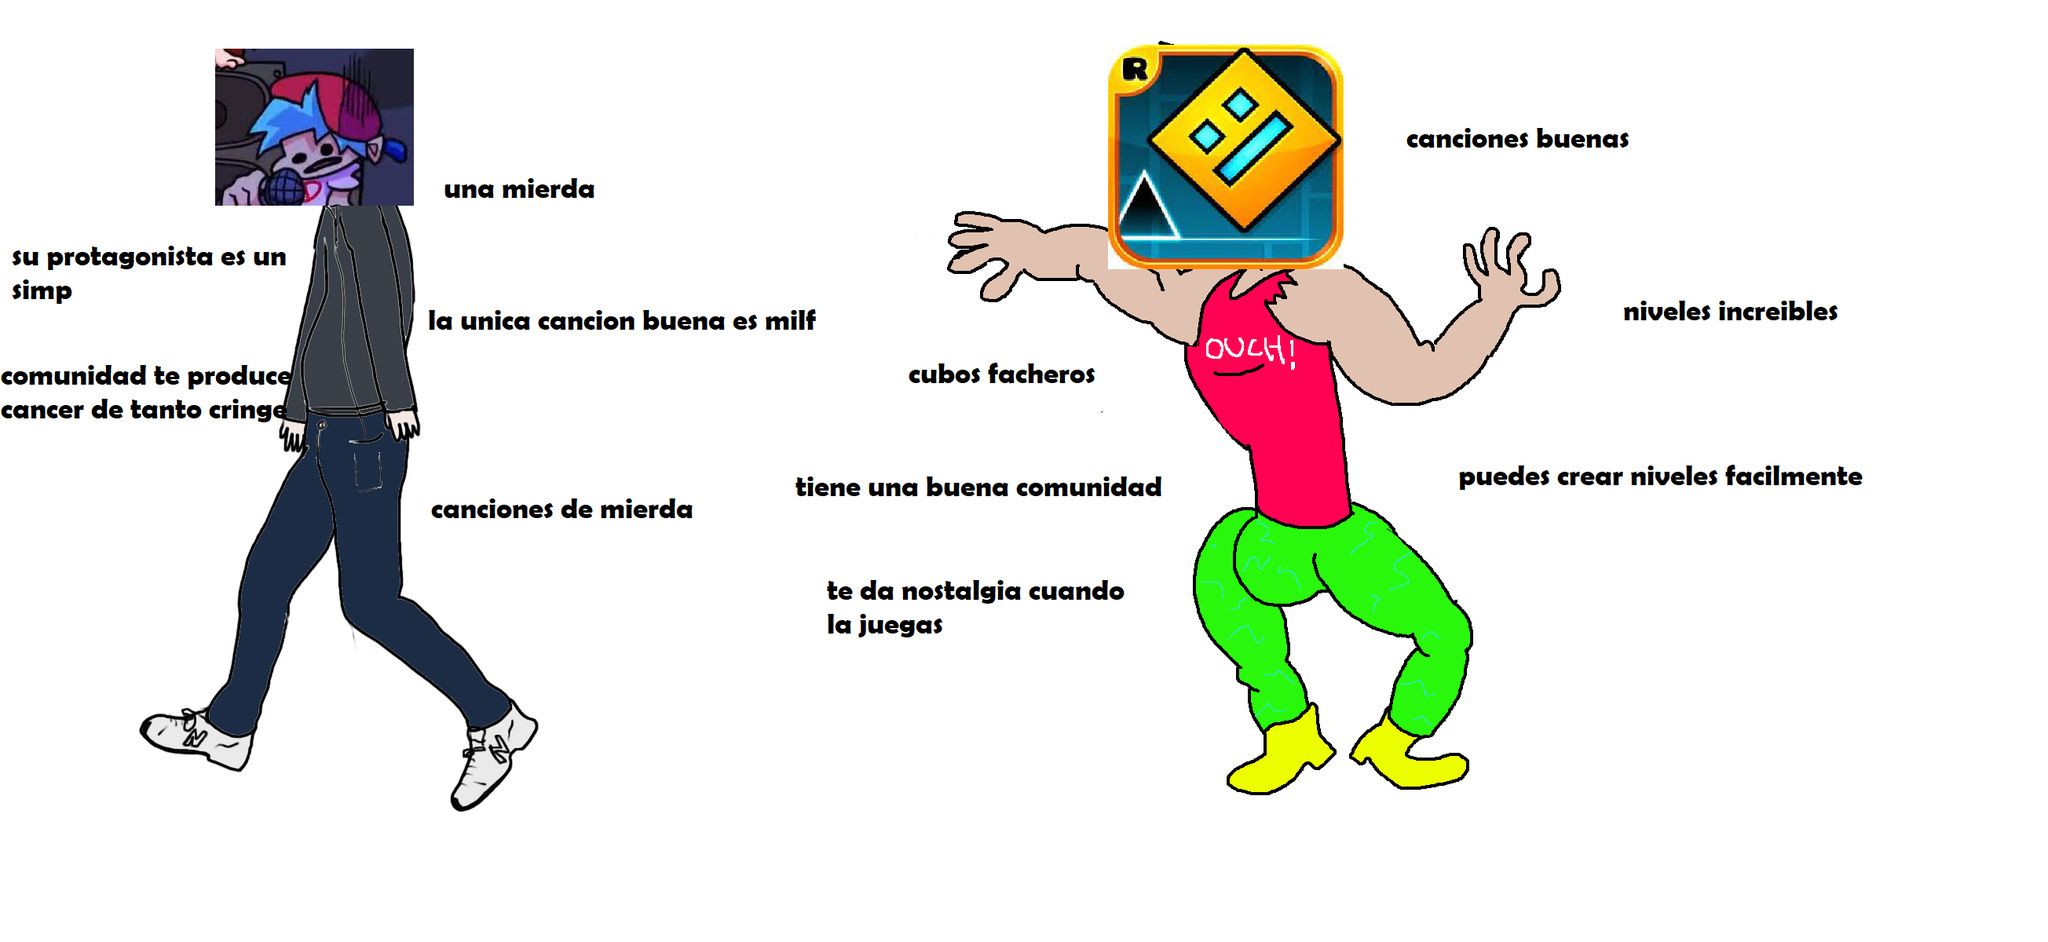 una mierda
su protagonista es un
simp
la unica cancion buena es milf
comunidad te produce
cancer de tanto cringe
canciones de mierda
N
N
R
canciones buenas
niveles increibles
OUCH!
cubos facheros
tiene una buena comunidad
puedes crear niveles facilmente
te da nostalgia cuando
la juegas